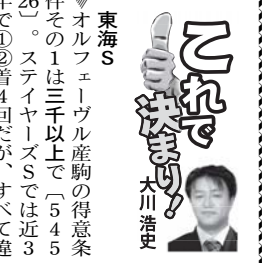 これで
決まり!
大川 浩史
東海S
▼オルフェーヴル産駒の得意条
件その1は三千以上で〔545
26〕。ステイヤーズSでは近3
年で①②着4回だが、すべて違